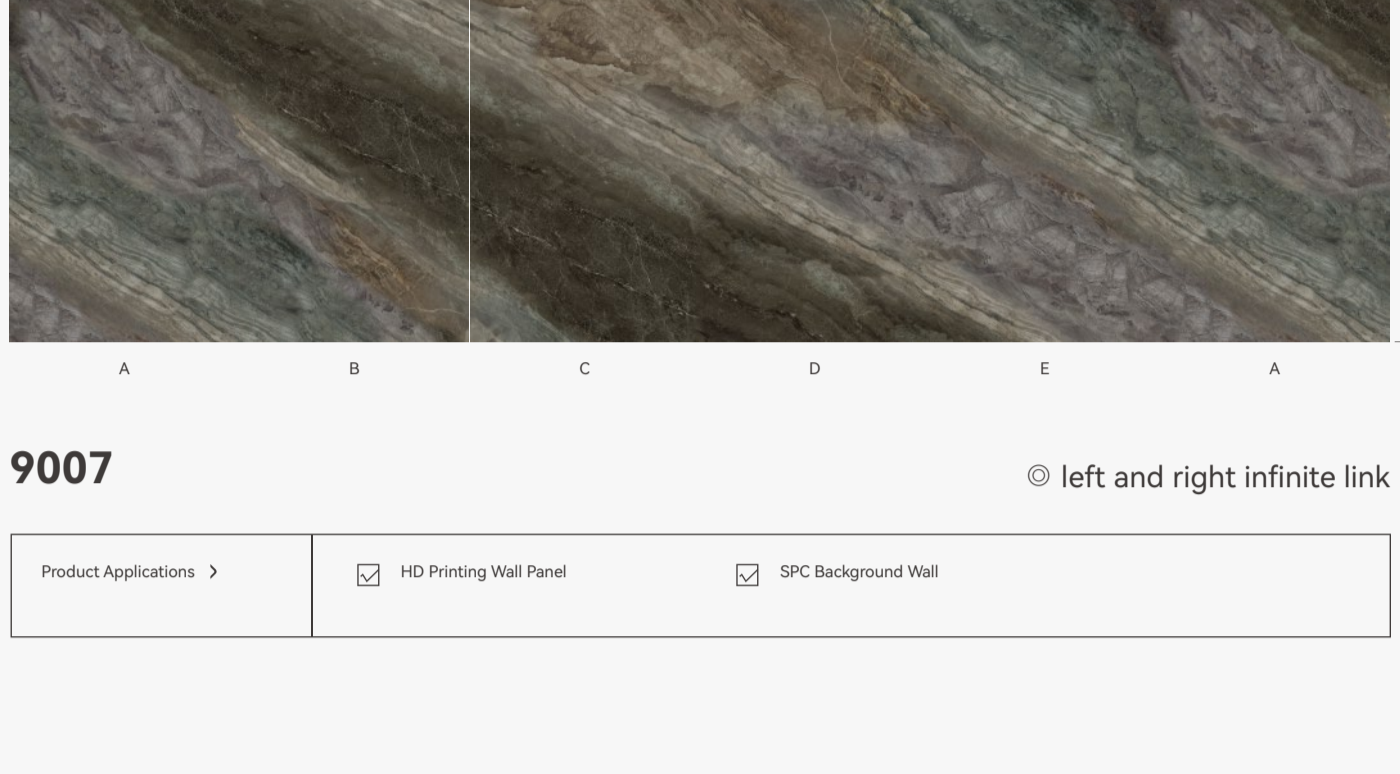 A B C D E A
9007
left and right infinite link
Product Applications
HD Printing Wall Panel
SPC Background Wall